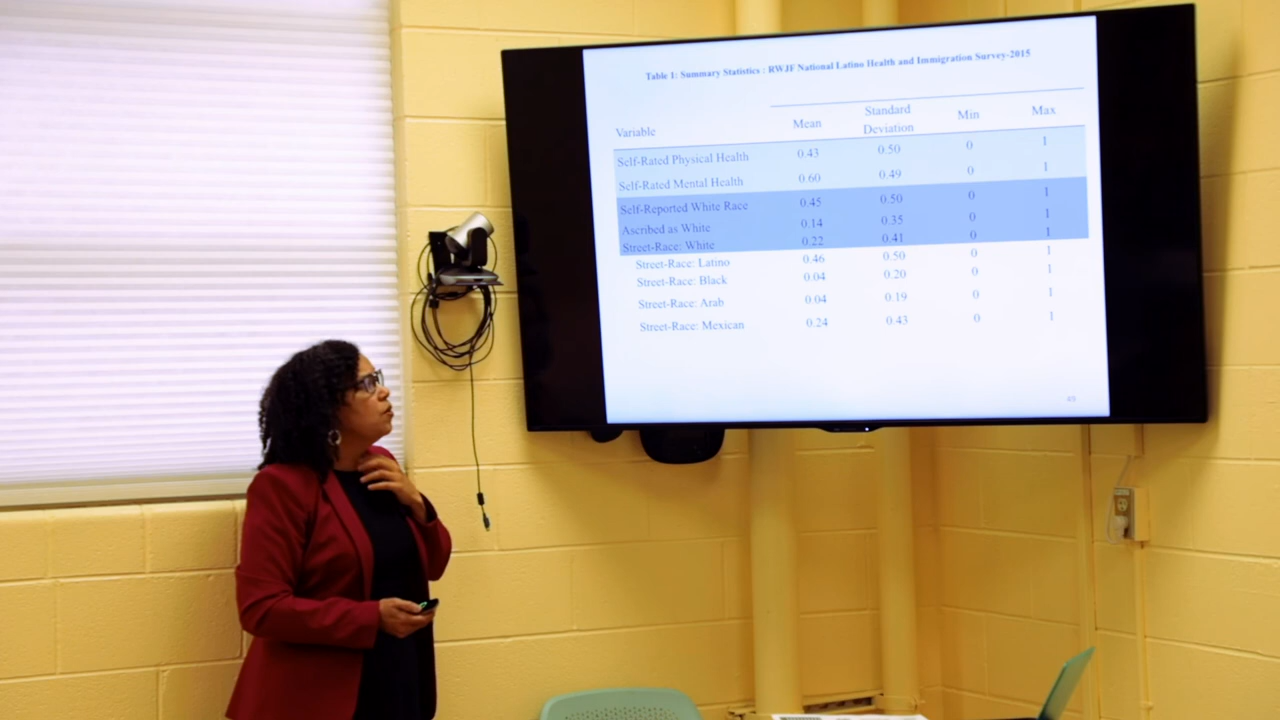 Table 1: Summary Statistics : RWJF National Latino Health and Immigration Survey-2015
Variable Mean Standard Deviation Min Max
Self-Rated Physical Health 0.43 0.50 0 1
Self-Rated Mental Health 0.60 0.49 0 1
Self-Reported White Race 0.45 0.50 0 1
Ascribed as White 0.14 0.35 0 1
Street-Race: White 0.22 0.41 0 1
Street-Race: Latino 0.46 0.50 0 1
Street-Race: Black 0.04 0.20 0 1
Street-Race: Arab 0.04 0.19 0 1
Street-Race: Mexican 0.24 0.43 0 1